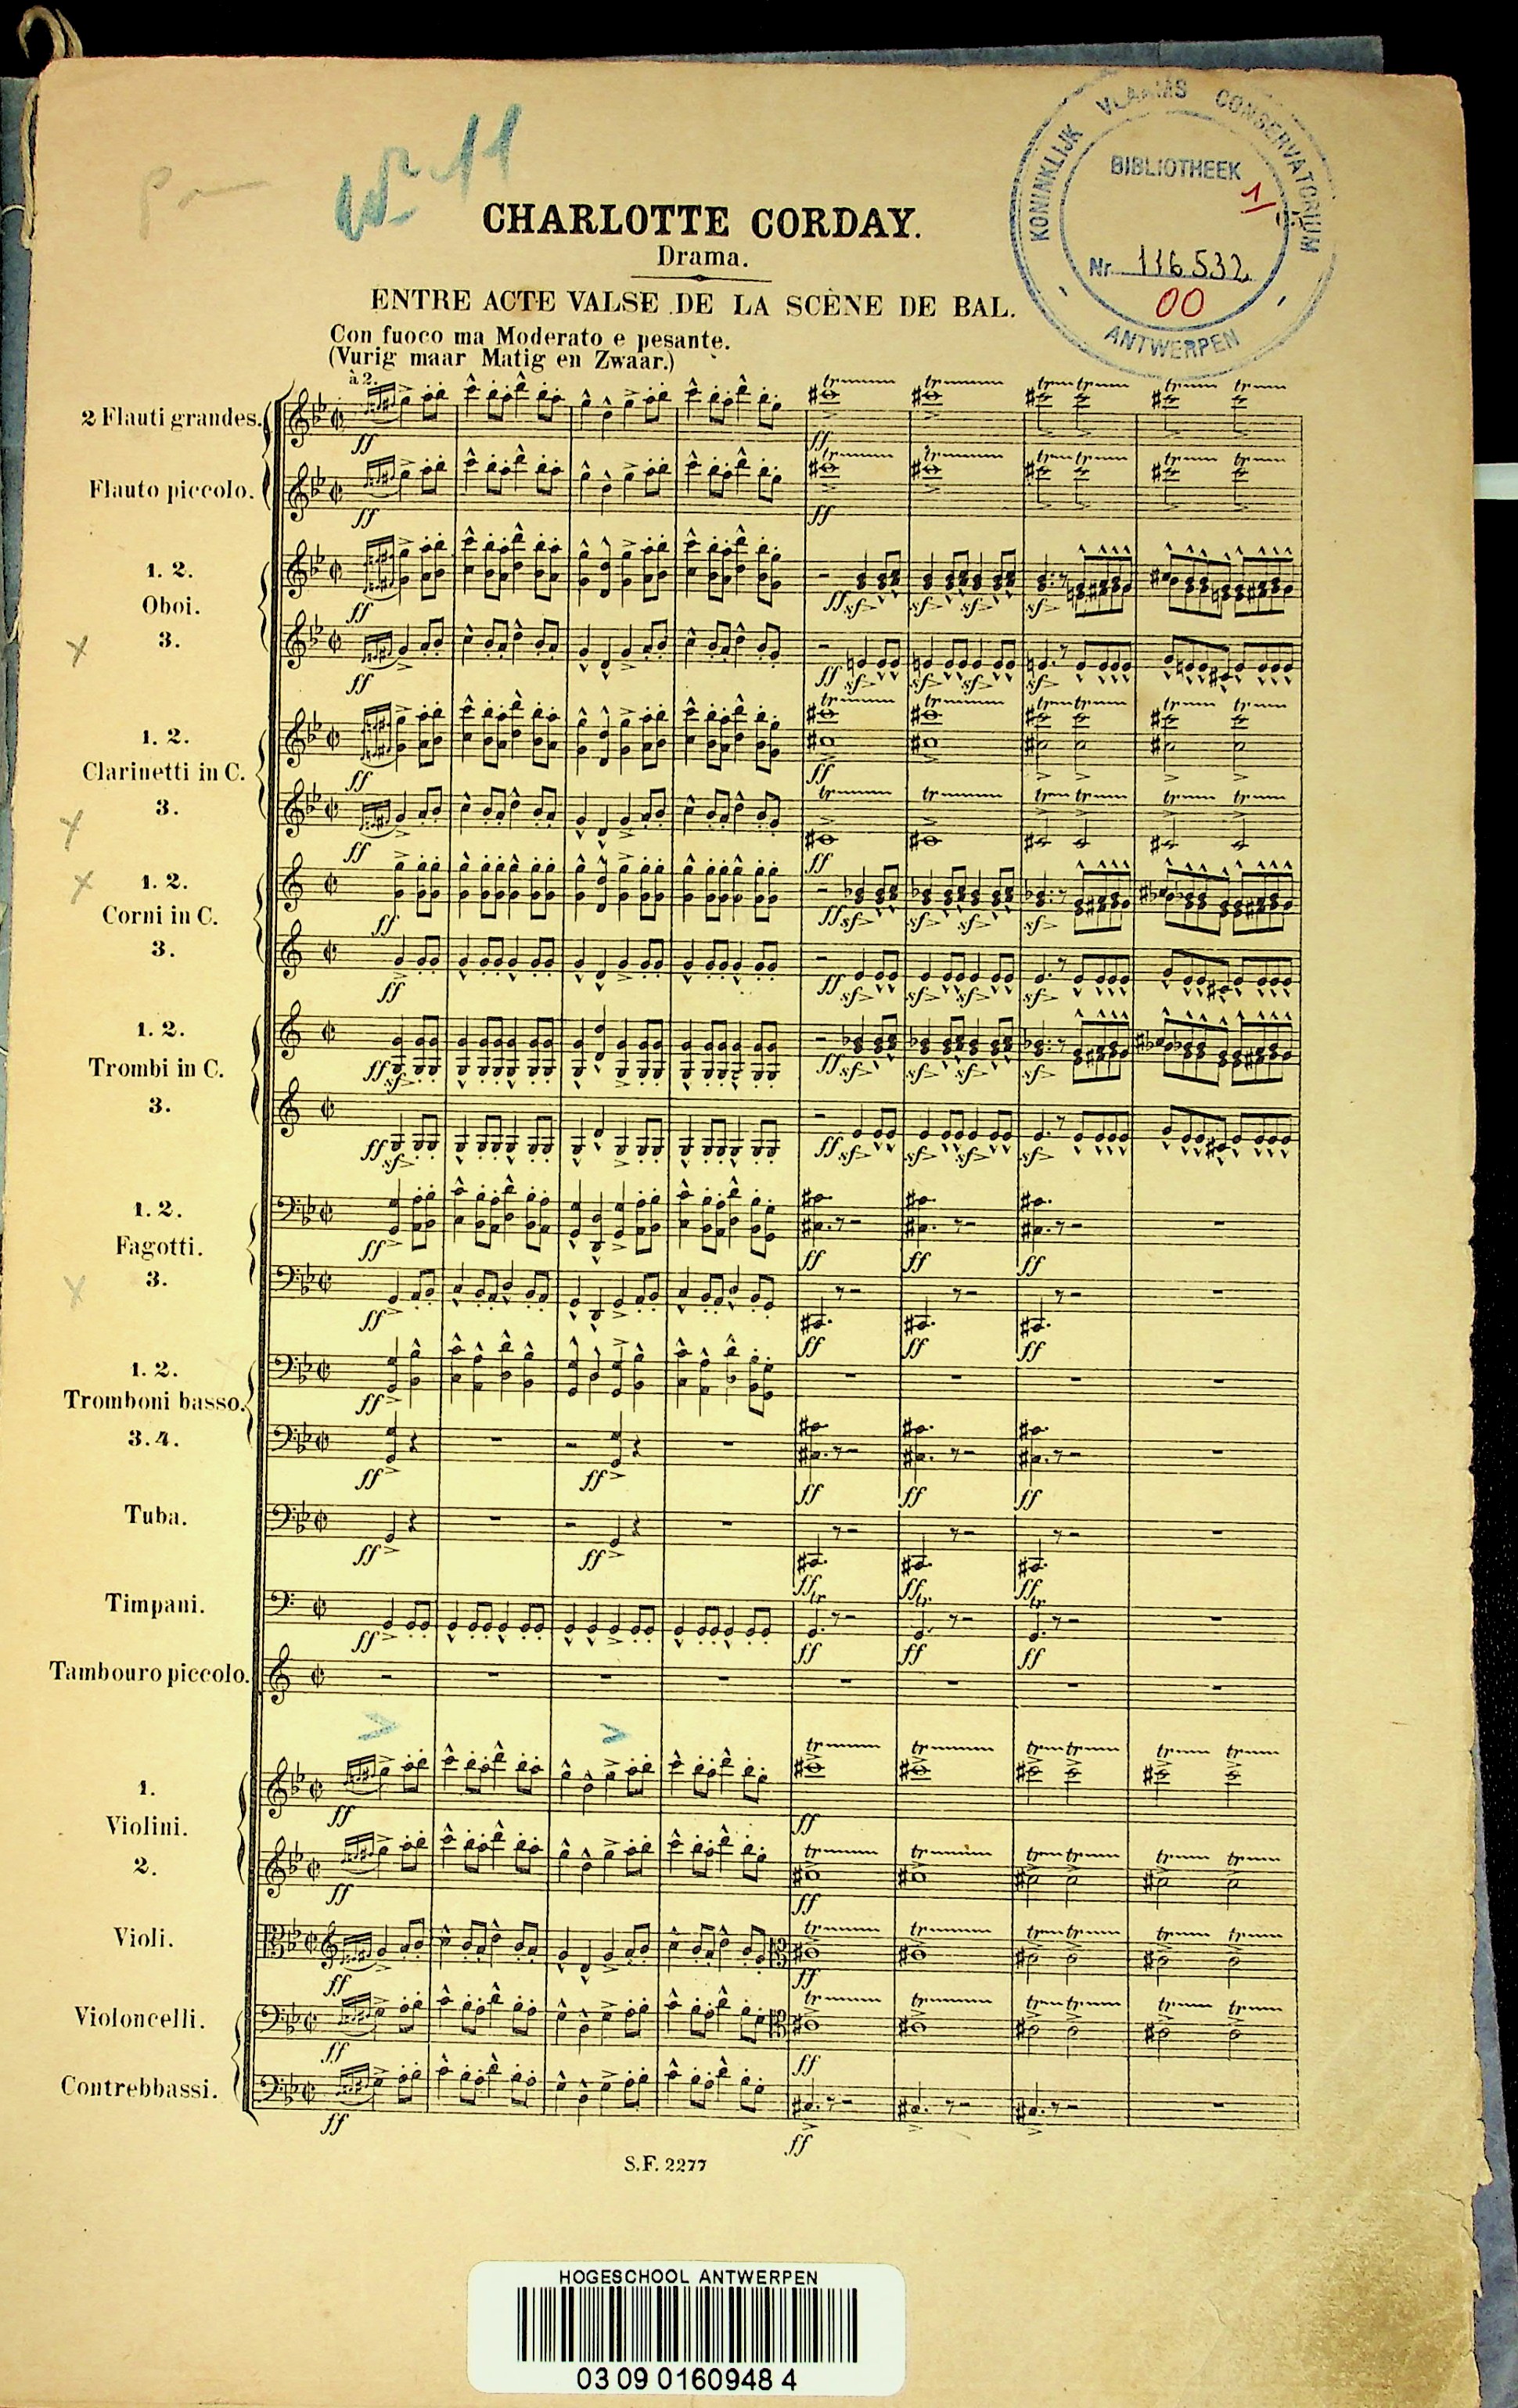 Nº 11
KONINKLIJK VLAAMS CONSERVATORIUM
BIBLIOTHEEK
1
Nr 116.532
00
- ANTWERPEN -
CHARLOTTE CORDAY.
Drama.
ENTRE ACTE VALSE DE LA SCÈNE DE BAL.
Con fuoco ma Moderato e pesante.
(Vurig maar Matig en Zwaar.)
à 2.
2 Flauti grandes.
Flauto piccolo.
1. 2.
Oboi.
3.
1. 2.
Clarinetti in C.
3.
1. 2.
Corni in C.
3.
1. 2.
Trombi in C.
3.
1. 2.
Fagotti.
3.
1. 2.
Tromboni basso.
3. 4.
Tuba.
Timpani.
Tambouro piccolo.
1.
Violini.
2.
Violi.
Violoncelli.
Contrebbassi.
S.F. 2277
HOGESCHOOL ANTWERPEN
03 09 0160948 4